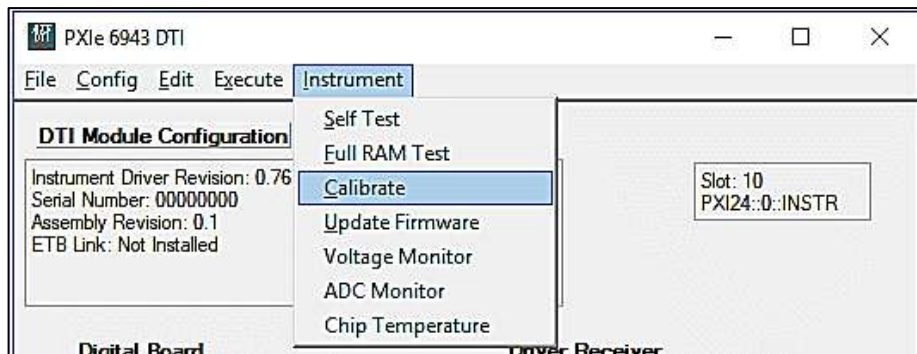 PXIe 6943 DTI
File Config Edit Execute Instrument
DTI Module Configuration
Instrument Driver Revision: 0.76
Serial Number: 00000000
Assembly Revision: 0.1
ETB Link: Not Installed
Self Test
Full RAM Test
Calibrate
Update Firmware
Voltage Monitor
ADC Monitor
Chip Temperature
Slot: 10
PXI24::0::INSTR
Digital Board
Driver Receiver